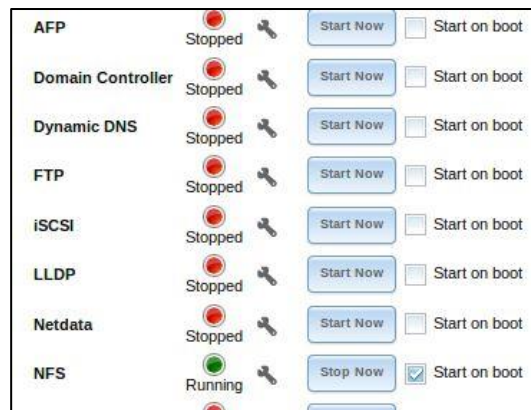 AFP Stopped Start Now Start on boot
Domain Controller Stopped Start Now Start on boot
Dynamic DNS Stopped Start Now Start on boot
FTP Stopped Start Now Start on boot
iSCSI Stopped Start Now Start on boot
LLDP Stopped Start Now Start on boot
Netdata Stopped Start Now Start on boot
NFS Running Stop Now Start on boot